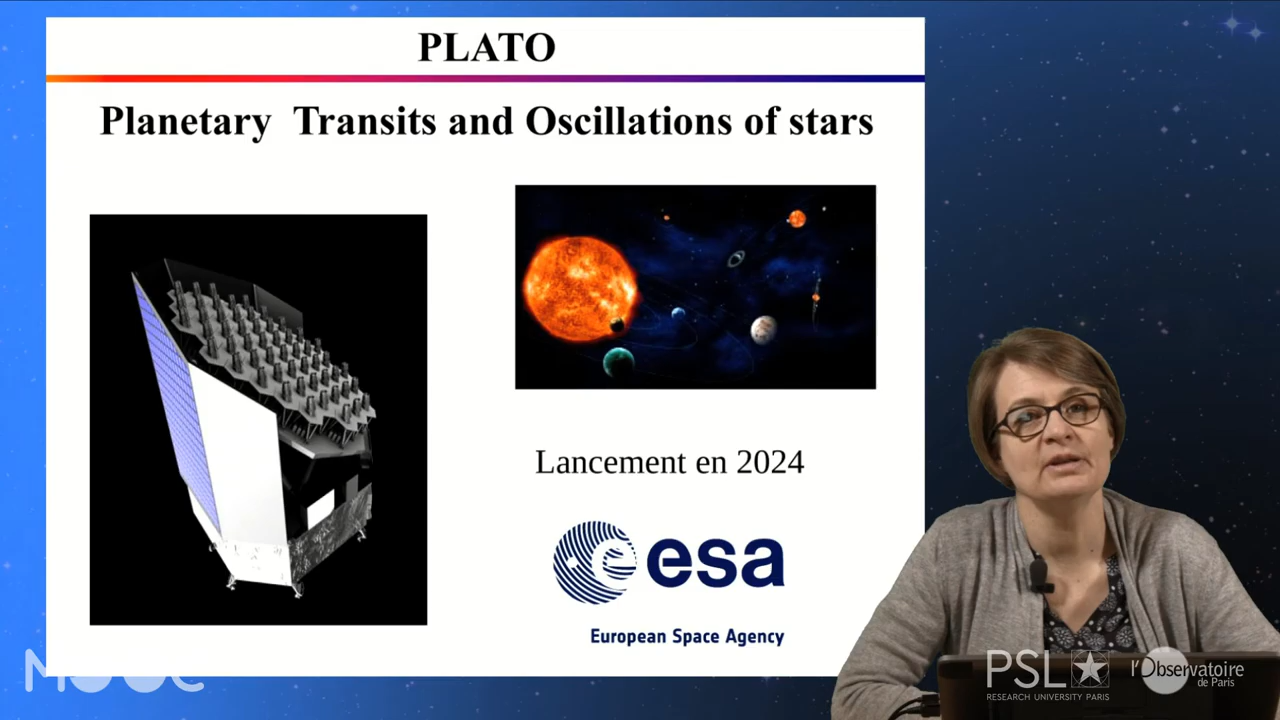 PLATO
Planetary Transits and Oscillations of stars
Lancement en 2024
esa
European Space Agency
MOOC
PSL
RESEARCH UNIVERSITY PARIS
l'Observatoire
de Paris